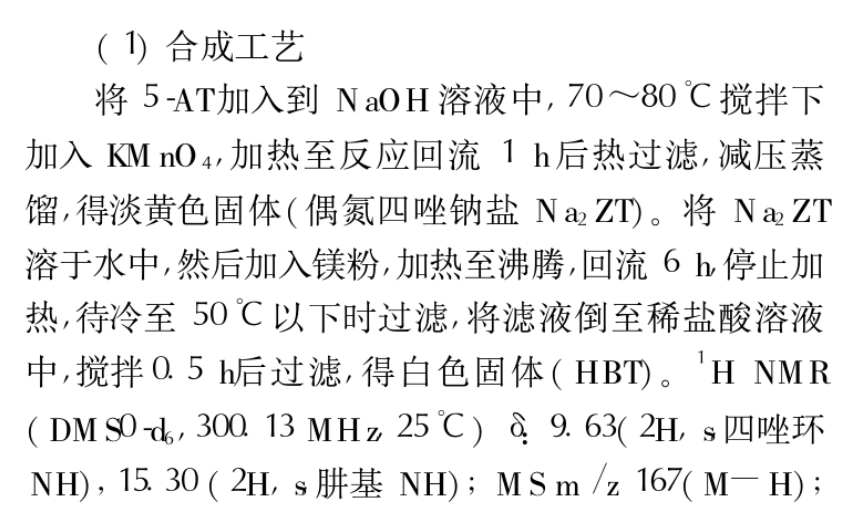 (1) 合成工艺
将 5-AT加入到 NaOH 溶液中, 70～80℃搅拌下
加入 KMnO4, 加热至反应回流 1 h后热过滤, 减压蒸
馏, 得淡黄色固体(偶氮四唑钠盐 Na2ZT)。将 Na2ZT
溶于水中, 然后加入镁粉, 加热至沸腾, 回流 6 h, 停止加
热, 待冷至 50℃以下时过滤, 将滤液倒至稀盐酸溶液
中, 搅拌0.5 h后过滤, 得白色固体(HBT)。1H NMR
(DMSO-d6, 300.13 MHz, 25℃) δ: 9.63(2H, s, 四唑环
NH), 15.30(2H, s, 肼基 NH); MS m/z 167(M—H);